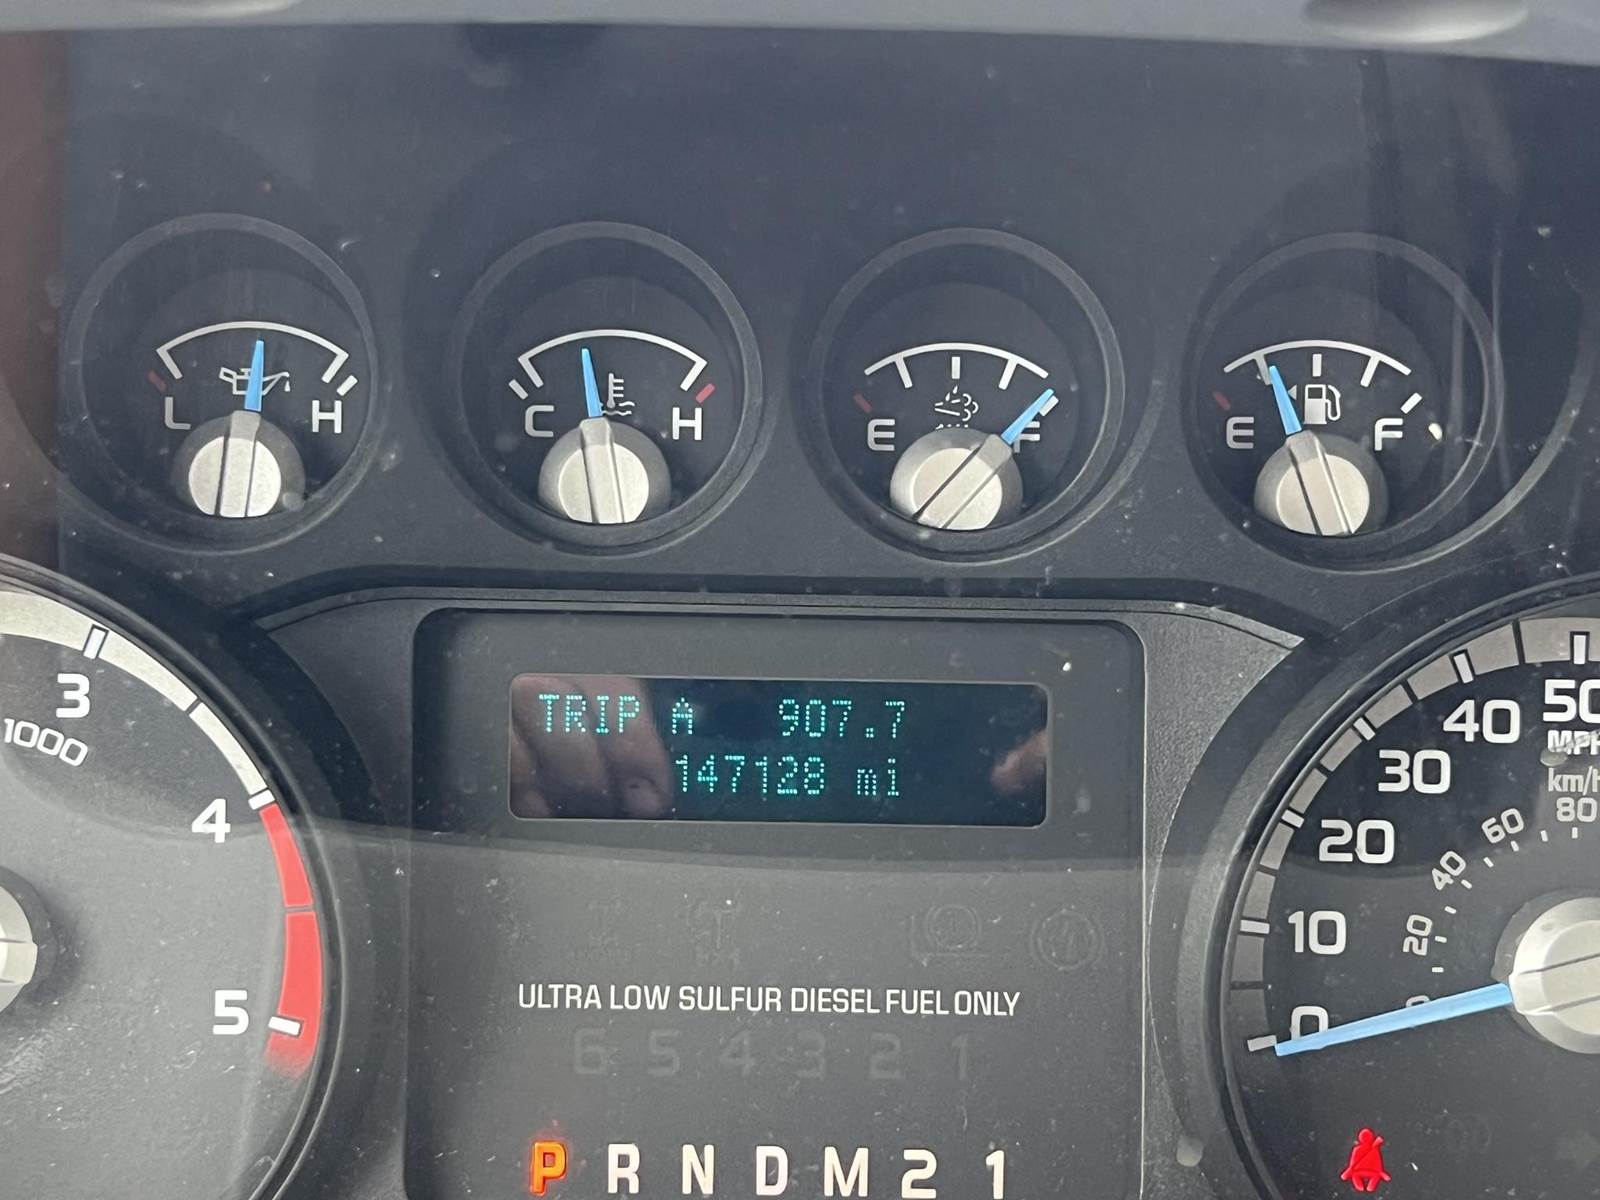 L H
C H
E F
E F
3
1000
4
5
TRIP A 907.7
147128 mi
ULTRA LOW SULFUR DIESEL FUEL ONLY
6 5 4 3 2 1
P R N D M 2 1
50
MPH
40
30
20
10
0
km/h
80
60
40
20
0